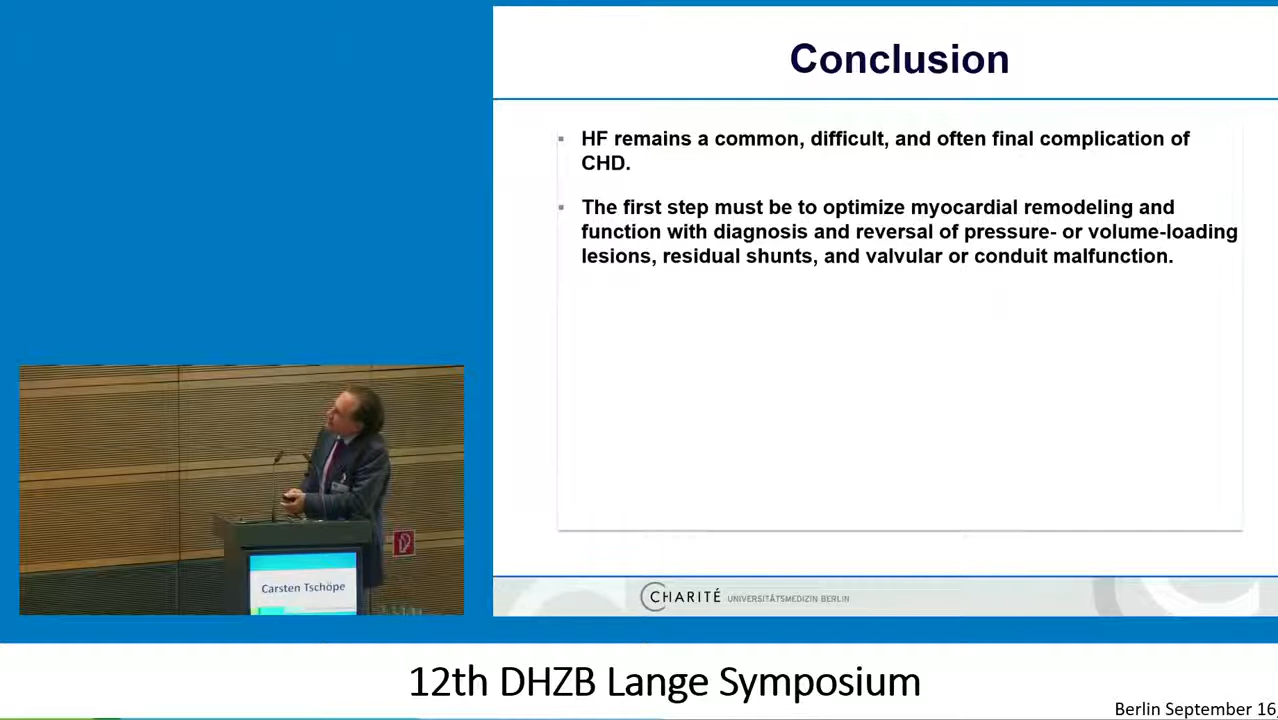 Conclusion
▪ HF remains a common, difficult, and often final complication of
CHD.
▪ The first step must be to optimize myocardial remodeling and
function with diagnosis and reversal of pressure- or volume-loading
lesions, residual shunts, and valvular or conduit malfunction.
Carsten Tschöpe
CHARITÉ UNIVERSITÄTSMEDIZIN BERLIN
12th DHZB Lange Symposium
Berlin September 16